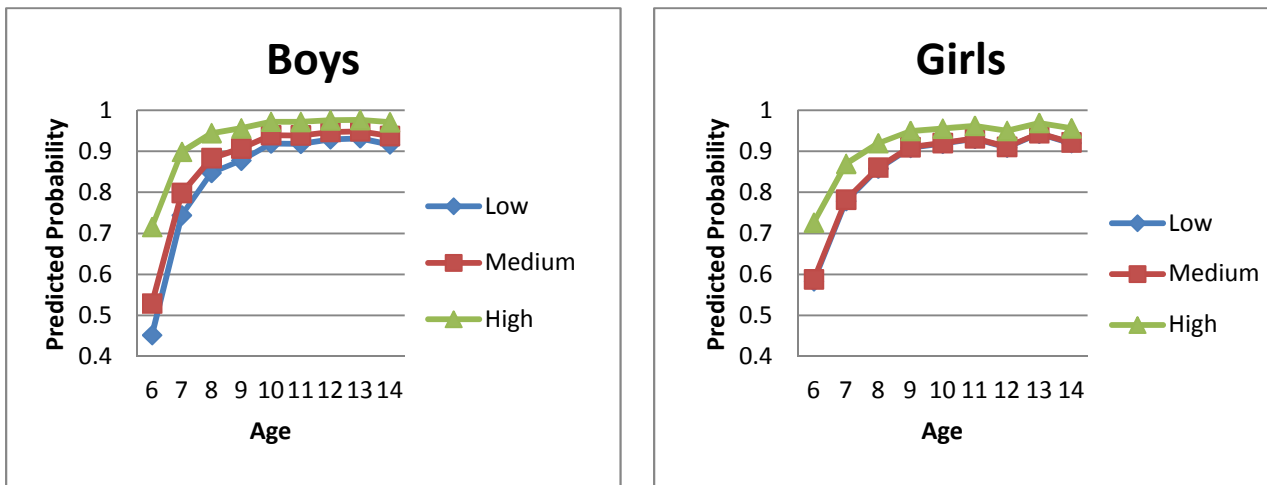 Boys
Predicted Probability
1
0.9
0.8
0.7
0.6
0.5
0.4
6 7 8 9 10 11 12 13 14
Age
Low
Medium
High
Girls
Predicted Probability
1
0.9
0.8
0.7
0.6
0.5
0.4
6 7 8 9 10 11 12 13 14
Age
Low
Medium
High